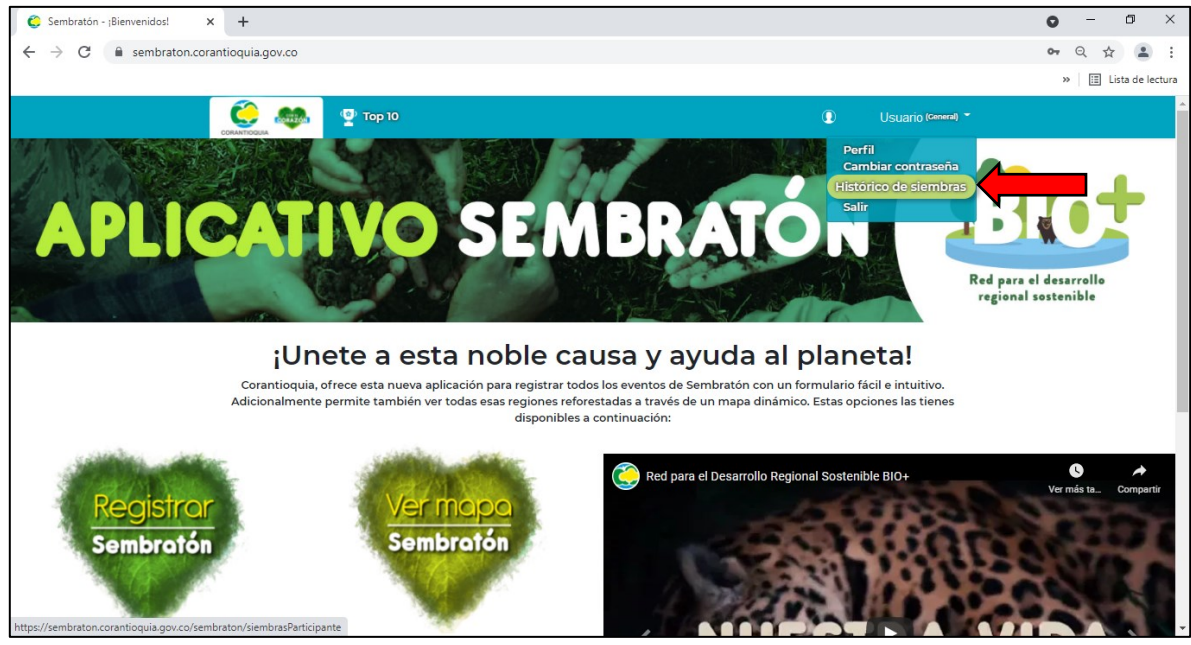 Sembratón - ¡Bienvenidos!
sembraton.corantioquia.gov.co
Lista de lectura
CORANTIOQUIA
CORAZÓN
Top 10
Usuario (General)
Perfil
Cambiar contraseña
Histórico de siembras
Salir
APLICATIVO SEMBRATÓN
BIO+
Red para el desarrollo
regional sostenible
¡Unete a esta noble causa y ayuda al planeta!
Corantioquia, ofrece esta nueva aplicación para registrar todos los eventos de Sembratón con un formulario fácil e intuitivo.
Adicionalmente permite también ver todas esas regiones reforestadas a través de un mapa dinámico. Estas opciones las tienes
disponibles a continuación:
Registrar
Sembratón
Ver mapa
Sembratón
Red para el Desarrollo Regional Sostenible BIO+
Ver más ta...
Compartir
NUESTRA VIDA
https://sembraton.corantioquia.gov.co/sembraton/siembrasParticipante